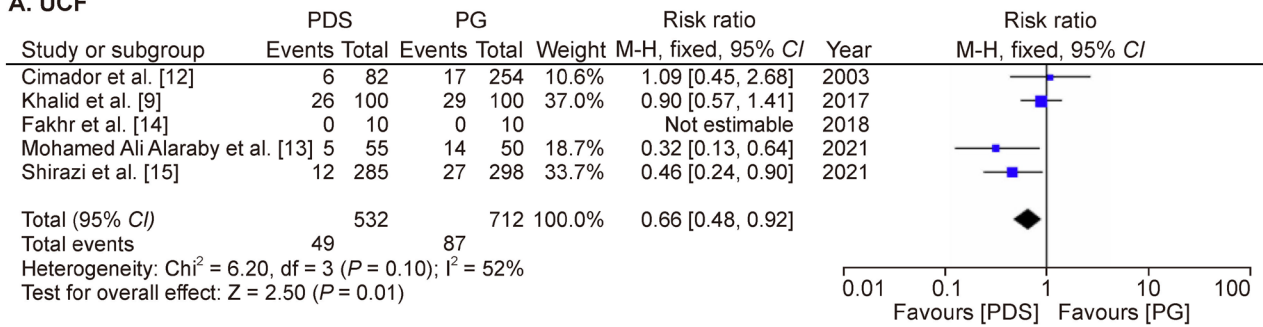 A. UCF
PDS PG Risk ratio Risk ratio
Study or subgroup Events Total Events Total Weight M-H, fixed, 95% CI Year M-H, fixed, 95% CI
Cimador et al. [12] 6 82 17 254 10.6% 1.09 [0.45, 2.68] 2003
Khalid et al. [9] 26 100 29 100 37.0% 0.90 [0.57, 1.41] 2017
Fakhr et al. [14] 0 10 0 10 Not estimable 2018
Mohamed Ali Alaraby et al. [13] 5 55 14 50 18.7% 0.32 [0.13, 0.64] 2021
Shirazi et al. [15] 12 285 27 298 33.7% 0.46 [0.24, 0.90] 2021
Total (95% CI) 532 712 100.0% 0.66 [0.48, 0.92]
Total events 49 87
Heterogeneity: Chi² = 6.20, df = 3 (P = 0.10); I² = 52%
Test for overall effect: Z = 2.50 (P = 0.01)
0.01 0.1 1 10 100
Favours [PDS] Favours [PG]